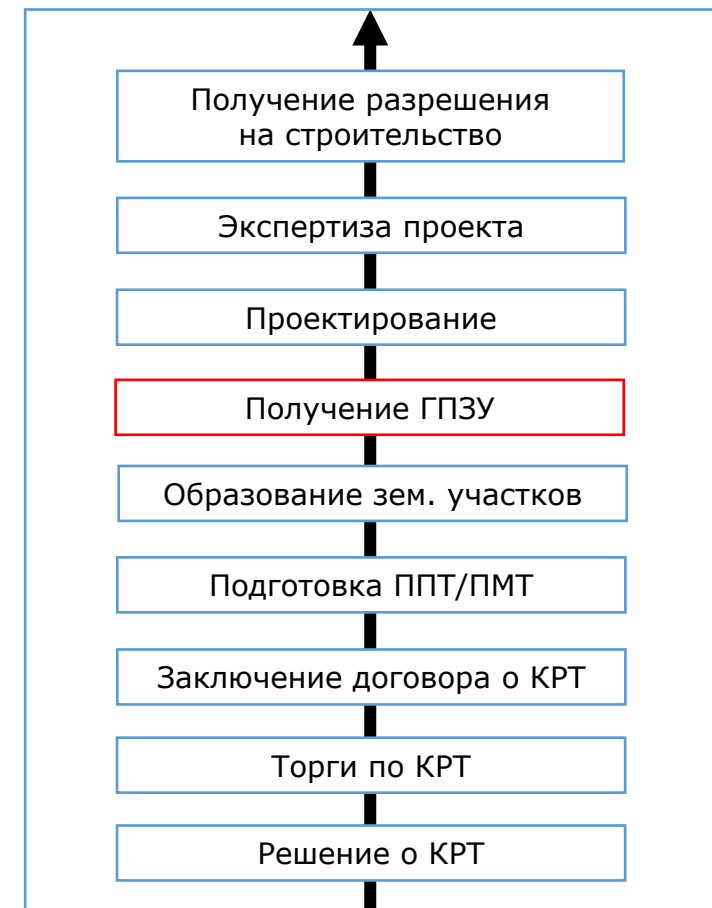 Получение разрешения
на строительство
Экспертиза проекта
Проектирование
Получение ГПЗУ
Образование зем. участков
Подготовка ППТ/ПМТ
Заключение договора о КРТ
Торги по КРТ
Решение о КРТ